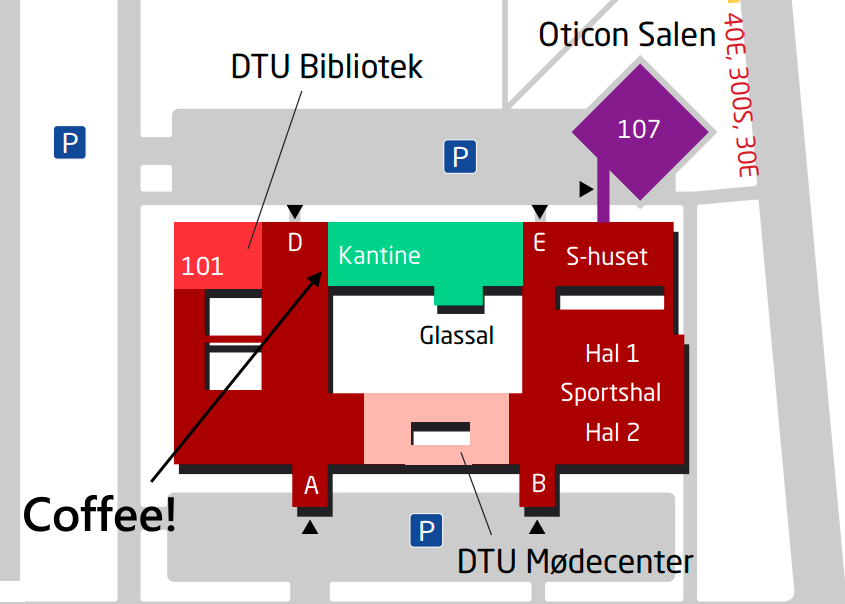 Oticon Salen
40E, 300S, 30E
DTU Bibliotek
P
P
107
D
E
101
Kantine
S-huset
Glassal
Hal 1
Sportshal
Hal 2
A
B
Coffee!
P
DTU Mødecenter